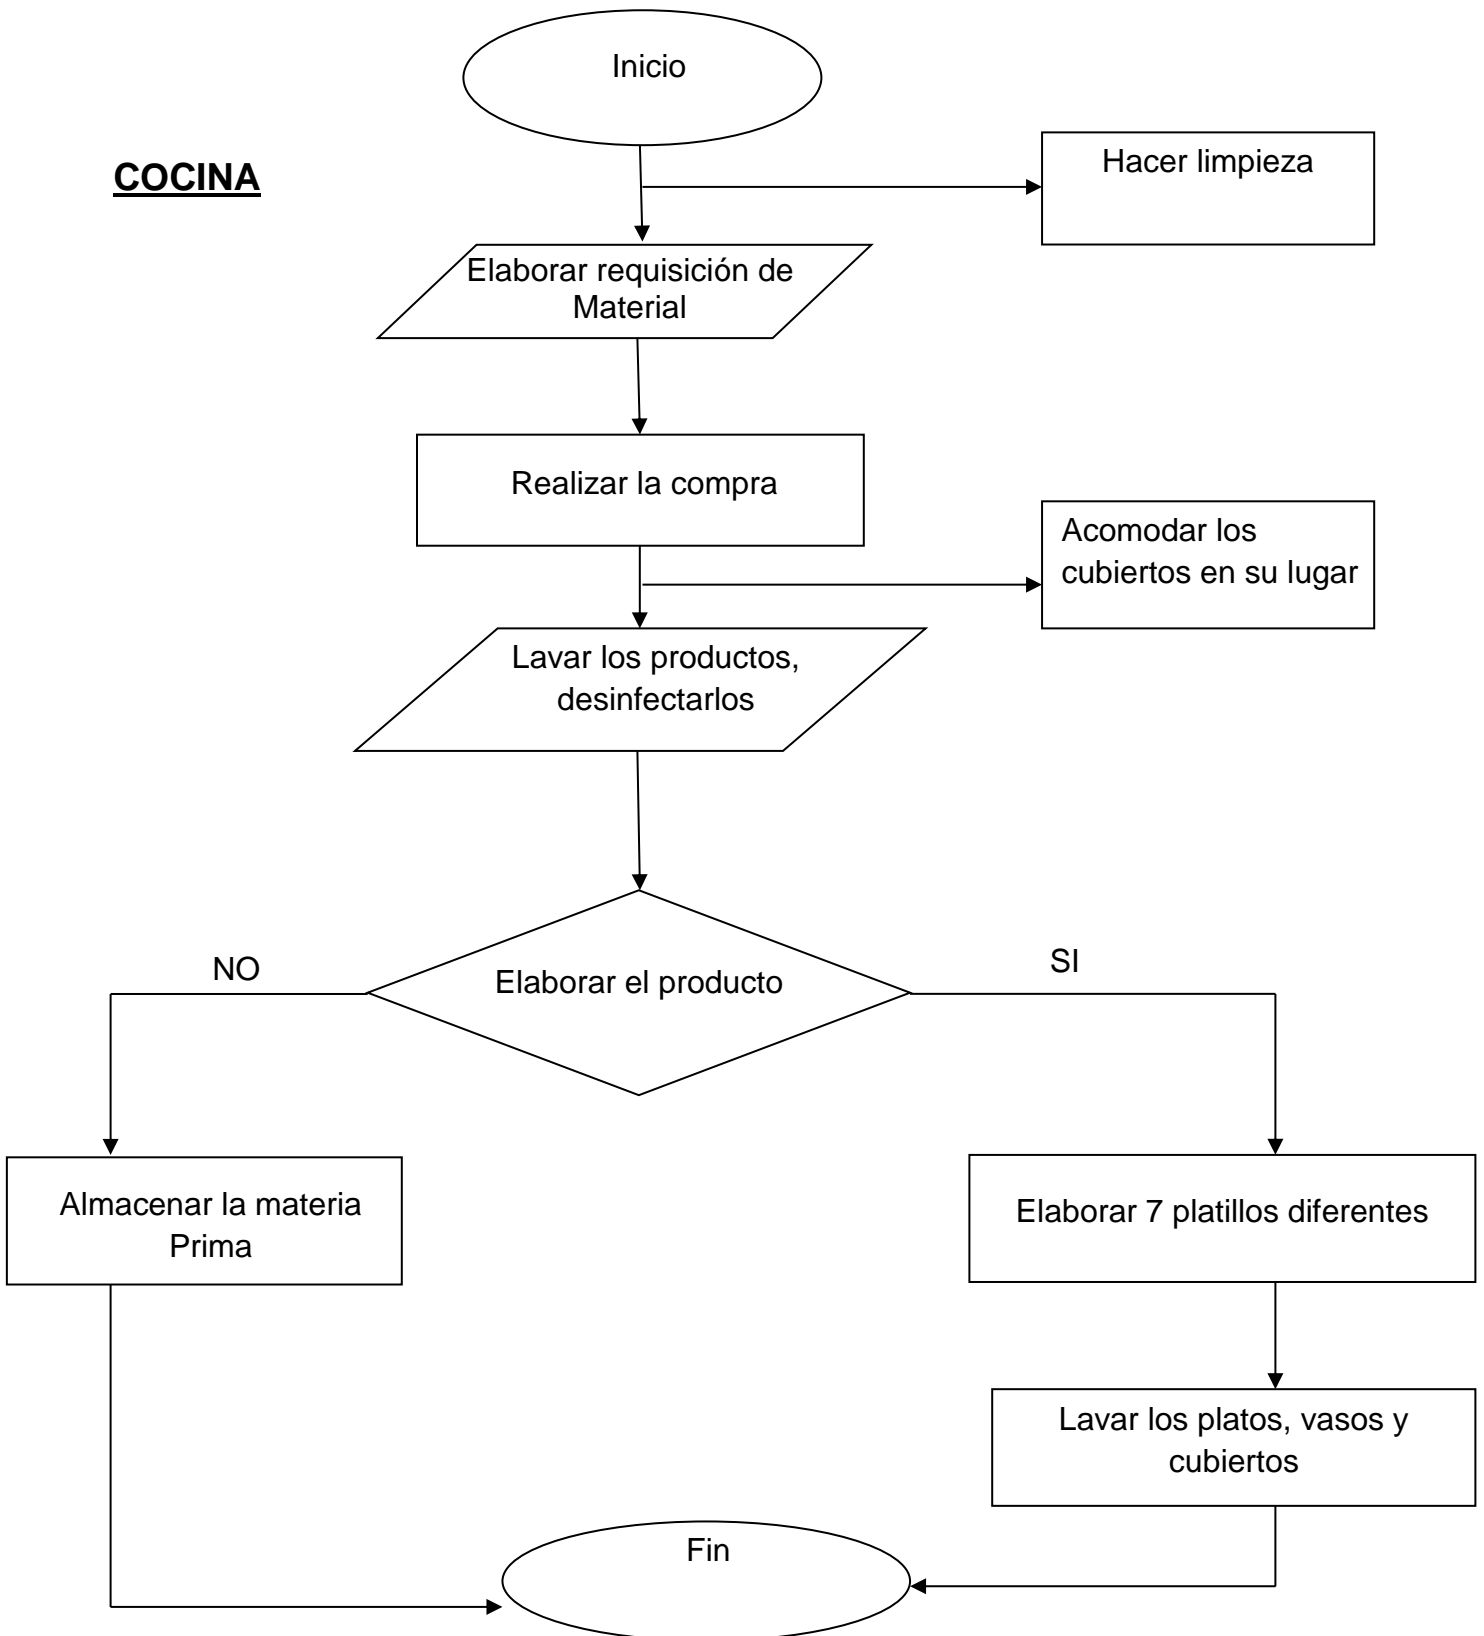 Inicio
COCINA
Hacer limpieza
Elaborar requisición de
Material
Realizar la compra
Acomodar los
cubiertos en su lugar
Lavar los productos,
desinfectarlos
NO
SI
Elaborar el producto
Almacenar la materia
Prima
Elaborar 7 platillos diferentes
Lavar los platos, vasos y
cubiertos
Fin